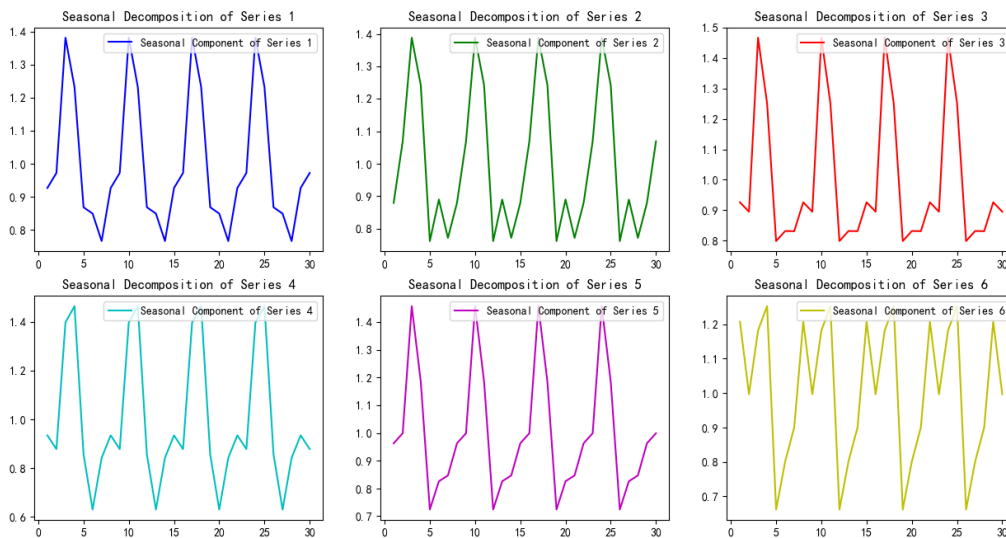 Seasonal Decomposition of Series 1
Seasonal Component of Series 1
1.4
1.3
1.2
1.1
1.0
0.9
0.8
0 5 10 15 20 25 30
Seasonal Decomposition of Series 2
Seasonal Component of Series 2
1.4
1.3
1.2
1.1
1.0
0.9
0.8
0 5 10 15 20 25 30
Seasonal Decomposition of Series 3
Seasonal Component of Series 3
1.5
1.4
1.3
1.2
1.1
1.0
0.9
0.8
0 5 10 15 20 25 30
Seasonal Decomposition of Series 4
Seasonal Component of Series 4
1.4
1.2
1.0
0.8
0.6
0 5 10 15 20 25 30
Seasonal Decomposition of Series 5
Seasonal Component of Series 5
1.4
1.3
1.2
1.1
1.0
0.9
0.8
0.7
0 5 10 15 20 25 30
Seasonal Decomposition of Series 6
Seasonal Component of Series 6
1.2
1.1
1.0
0.9
0.8
0.7
0 5 10 15 20 25 30